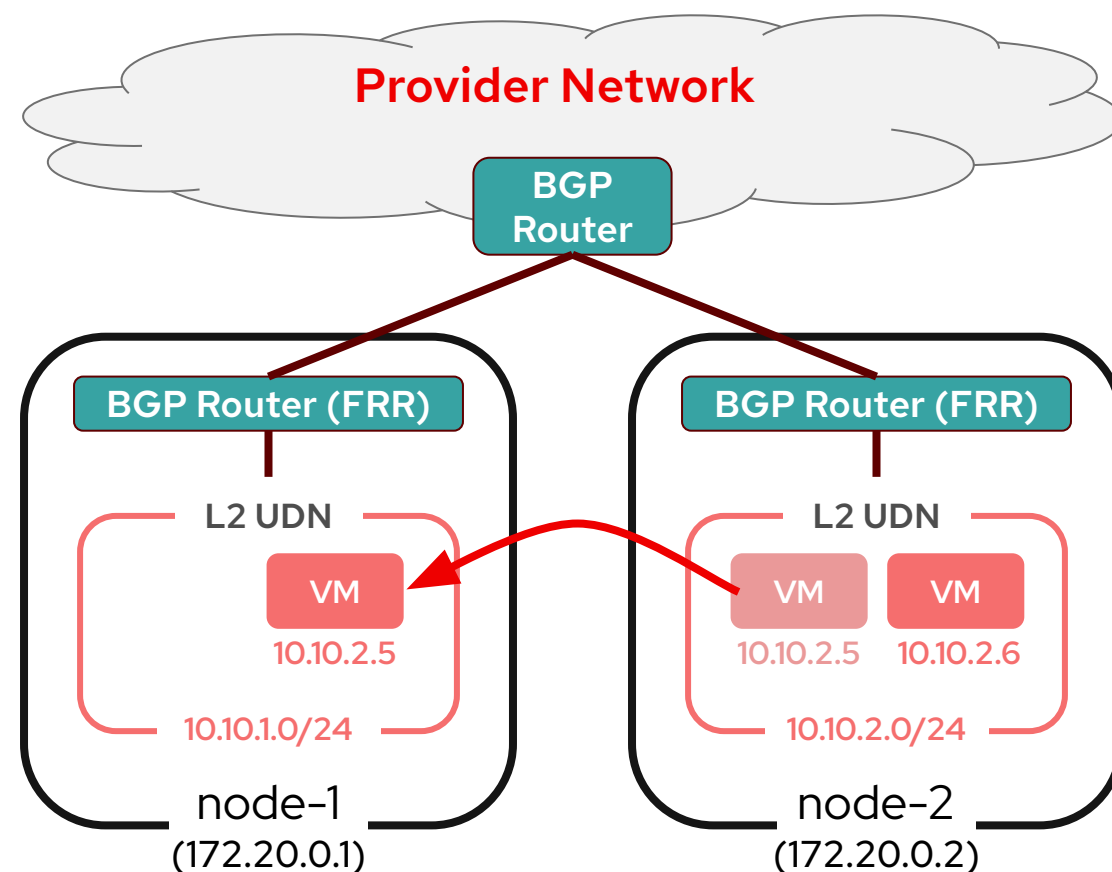 Provider Network
BGP
Router
BGP Router (FRR)
L2 UDN
VM
10.10.2.5
10.10.1.0/24
node-1
(172.20.0.1)
BGP Router (FRR)
L2 UDN
VM
VM
10.10.2.5
10.10.2.6
10.10.2.0/24
node-2
(172.20.0.2)